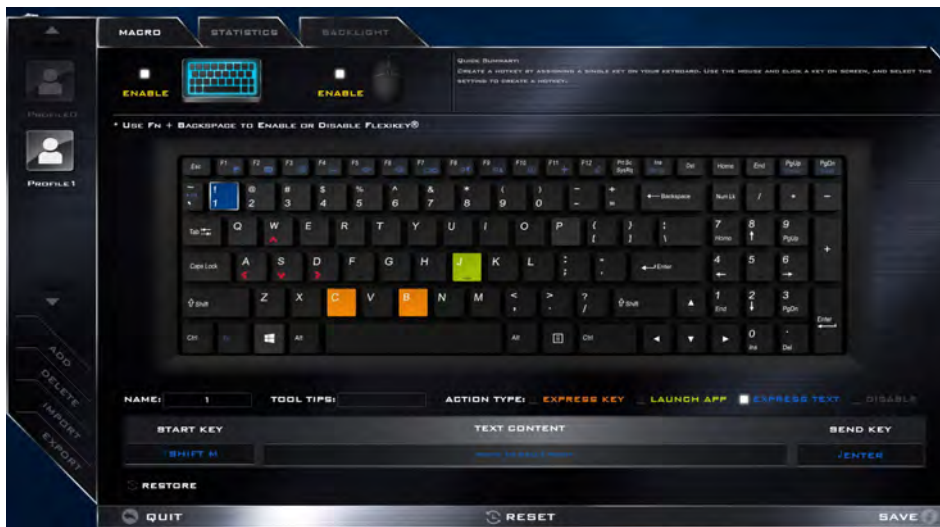 MACRO STATISTICS BACKLIGHT
QUICK SUMMARY:
CREATE A HOTKEY BY ASSIGNING A SINGLE KEY ON YOUR KEYBOARD. USE THE MOUSE AND CLICK A KEY ON SCREEN, AND SELECT THE
SETTING TO CREATE A HOTKEY.
ENABLE ENABLE
PROFILE0
* USE FN + BACKSPACE TO ENABLE OR DISABLE FLEXIKEY®
PROFILE1
Esc F1 F2 F3 F4 F5 F6 F7 F8 F9 F10 F11 F12 Prt Sc Ins Del Home End PgUp PgDn
SysRq
~ ! @ # $ % ^ & * ( ) _ + ← Backspace Num Lk / * -
` 1 2 3 4 5 6 7 8 9 0 - =
Tab Q W E R T Y U I O P { } | 7 8 9
[ ] \ Home ↑ PgUp
+
Caps Lock A S D F G H J K L : " ↵Enter 4 5 6
; ' ← →
⇧ Shift Z X C V B N M < > ? ⇧ Shift ▲ 1 2 3
, . / End ↓ PgDn
Enter
Ctrl Fn Alt Alt Ctrl ◄ ▼ ► 0 .
Ins Del
ADD
DELETE
IMPORT
EXPORT
NAME: 1 TOOL TIPS: ACTION TYPE: EXPRESS KEY LAUNCH APP EXPRESS TEXT DISABLE
START KEY TEXT CONTENT SEND KEY
SHIFT M ENTER
RESTORE
QUIT RESET SAVE